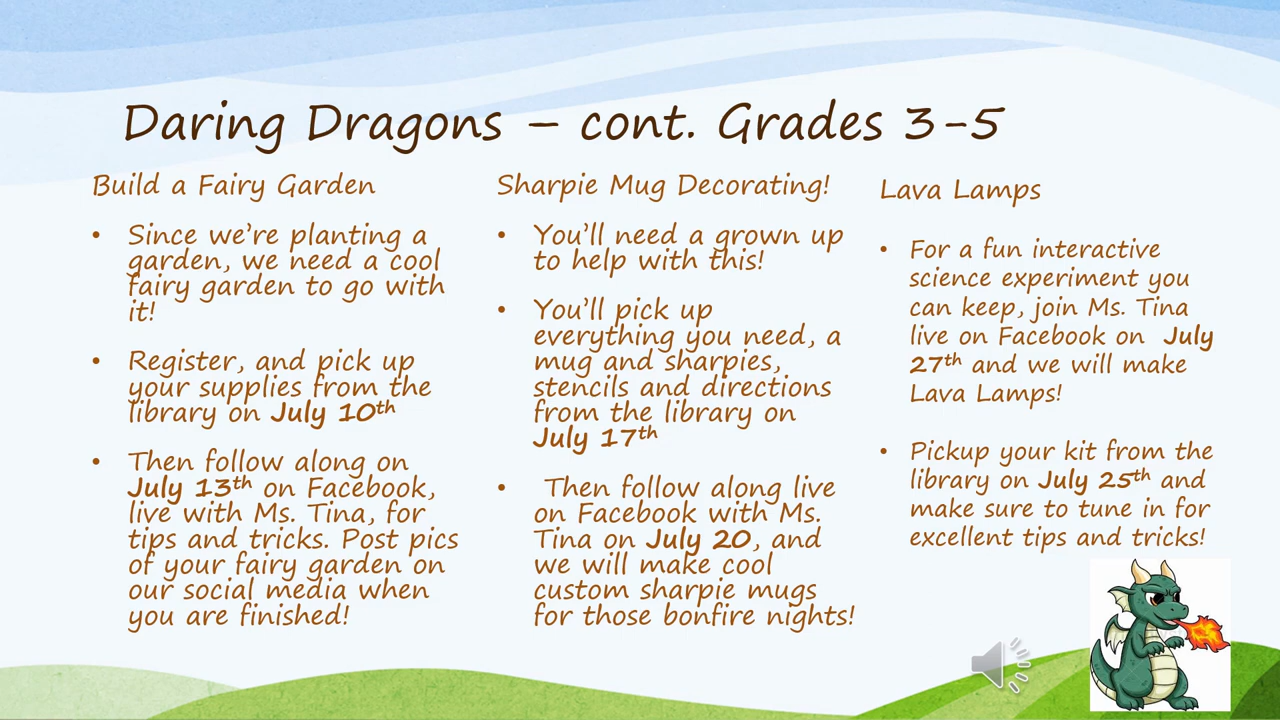 Daring Dragons – cont. Grades 3-5
Build a Fairy Garden
• Since we're planting a
garden, we need a cool
fairy garden to go with
it!
• Register, and pick up
your supplies from the
library on July 10th
• Then follow along on
July 13th on Facebook,
live with Ms. Tina, for
tips and tricks. Post pics
of your fairy garden on
our social media when
you are finished!
Sharpie Mug Decorating!
• You'll need a grown up
to help with this!
• You'll pick up
everything you need, a
mug and sharpies,
stencils and directions
from the library on
July 17th
• Then follow along live
on Facebook with Ms.
Tina on July 20, and
we will make cool
custom sharpie mugs
for those bonfire nights!
Lava Lamps
• For a fun interactive
science experiment you
can keep, join Ms. Tina
live on Facebook on July
27th and we will make
Lava Lamps!
• Pickup your kit from the
library on July 25th and
make sure to tune in for
excellent tips and tricks!